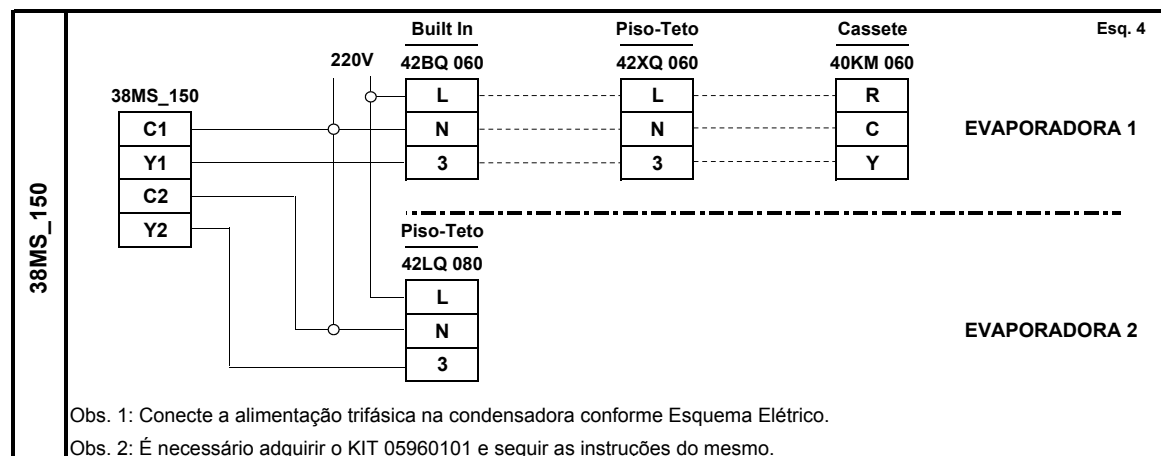 Built In Piso-Teto Cassete Esq. 4
220V 42BQ 060 42XQ 060 40KM 060
38MS_150
L L R
C1 N N C EVAPORADORA 1
Y1 3 3 Y
C2
Y2
38MS_150
Piso-Teto
42LQ 080
L
N EVAPORADORA 2
3
Obs. 1: Conecte a alimentação trifásica na condensadora conforme Esquema Elétrico.
Obs. 2: É necessário adquirir o KIT 05960101 e seguir as instruções do mesmo.